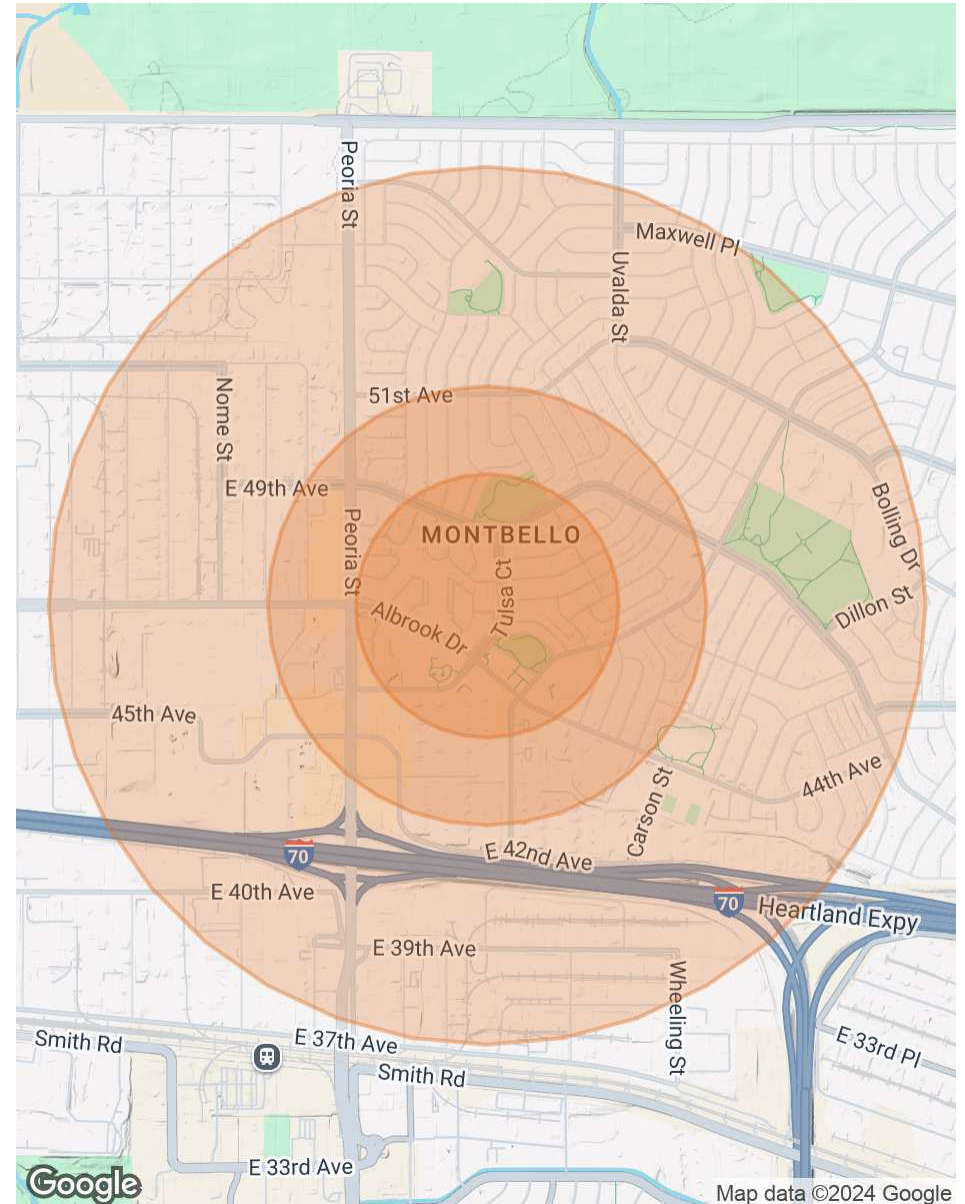 Peoria St
Maxwell Pl
Uvalda St
51st Ave
Nome St
E 49th Ave
Bolling Dr
Peoria St
MONTBELLO
Tulsa Ct
Albrook Dr
Dillon St
45th Ave
44th Ave
Carson St
70
E 42nd Ave
E 40th Ave
70
Heartland Expy
E 39th Ave
Wheeling St
Smith Rd
E 37th Ave
E 33rd Pl
Smith Rd
E 33rd Ave
Google
Map data ©2024 Google